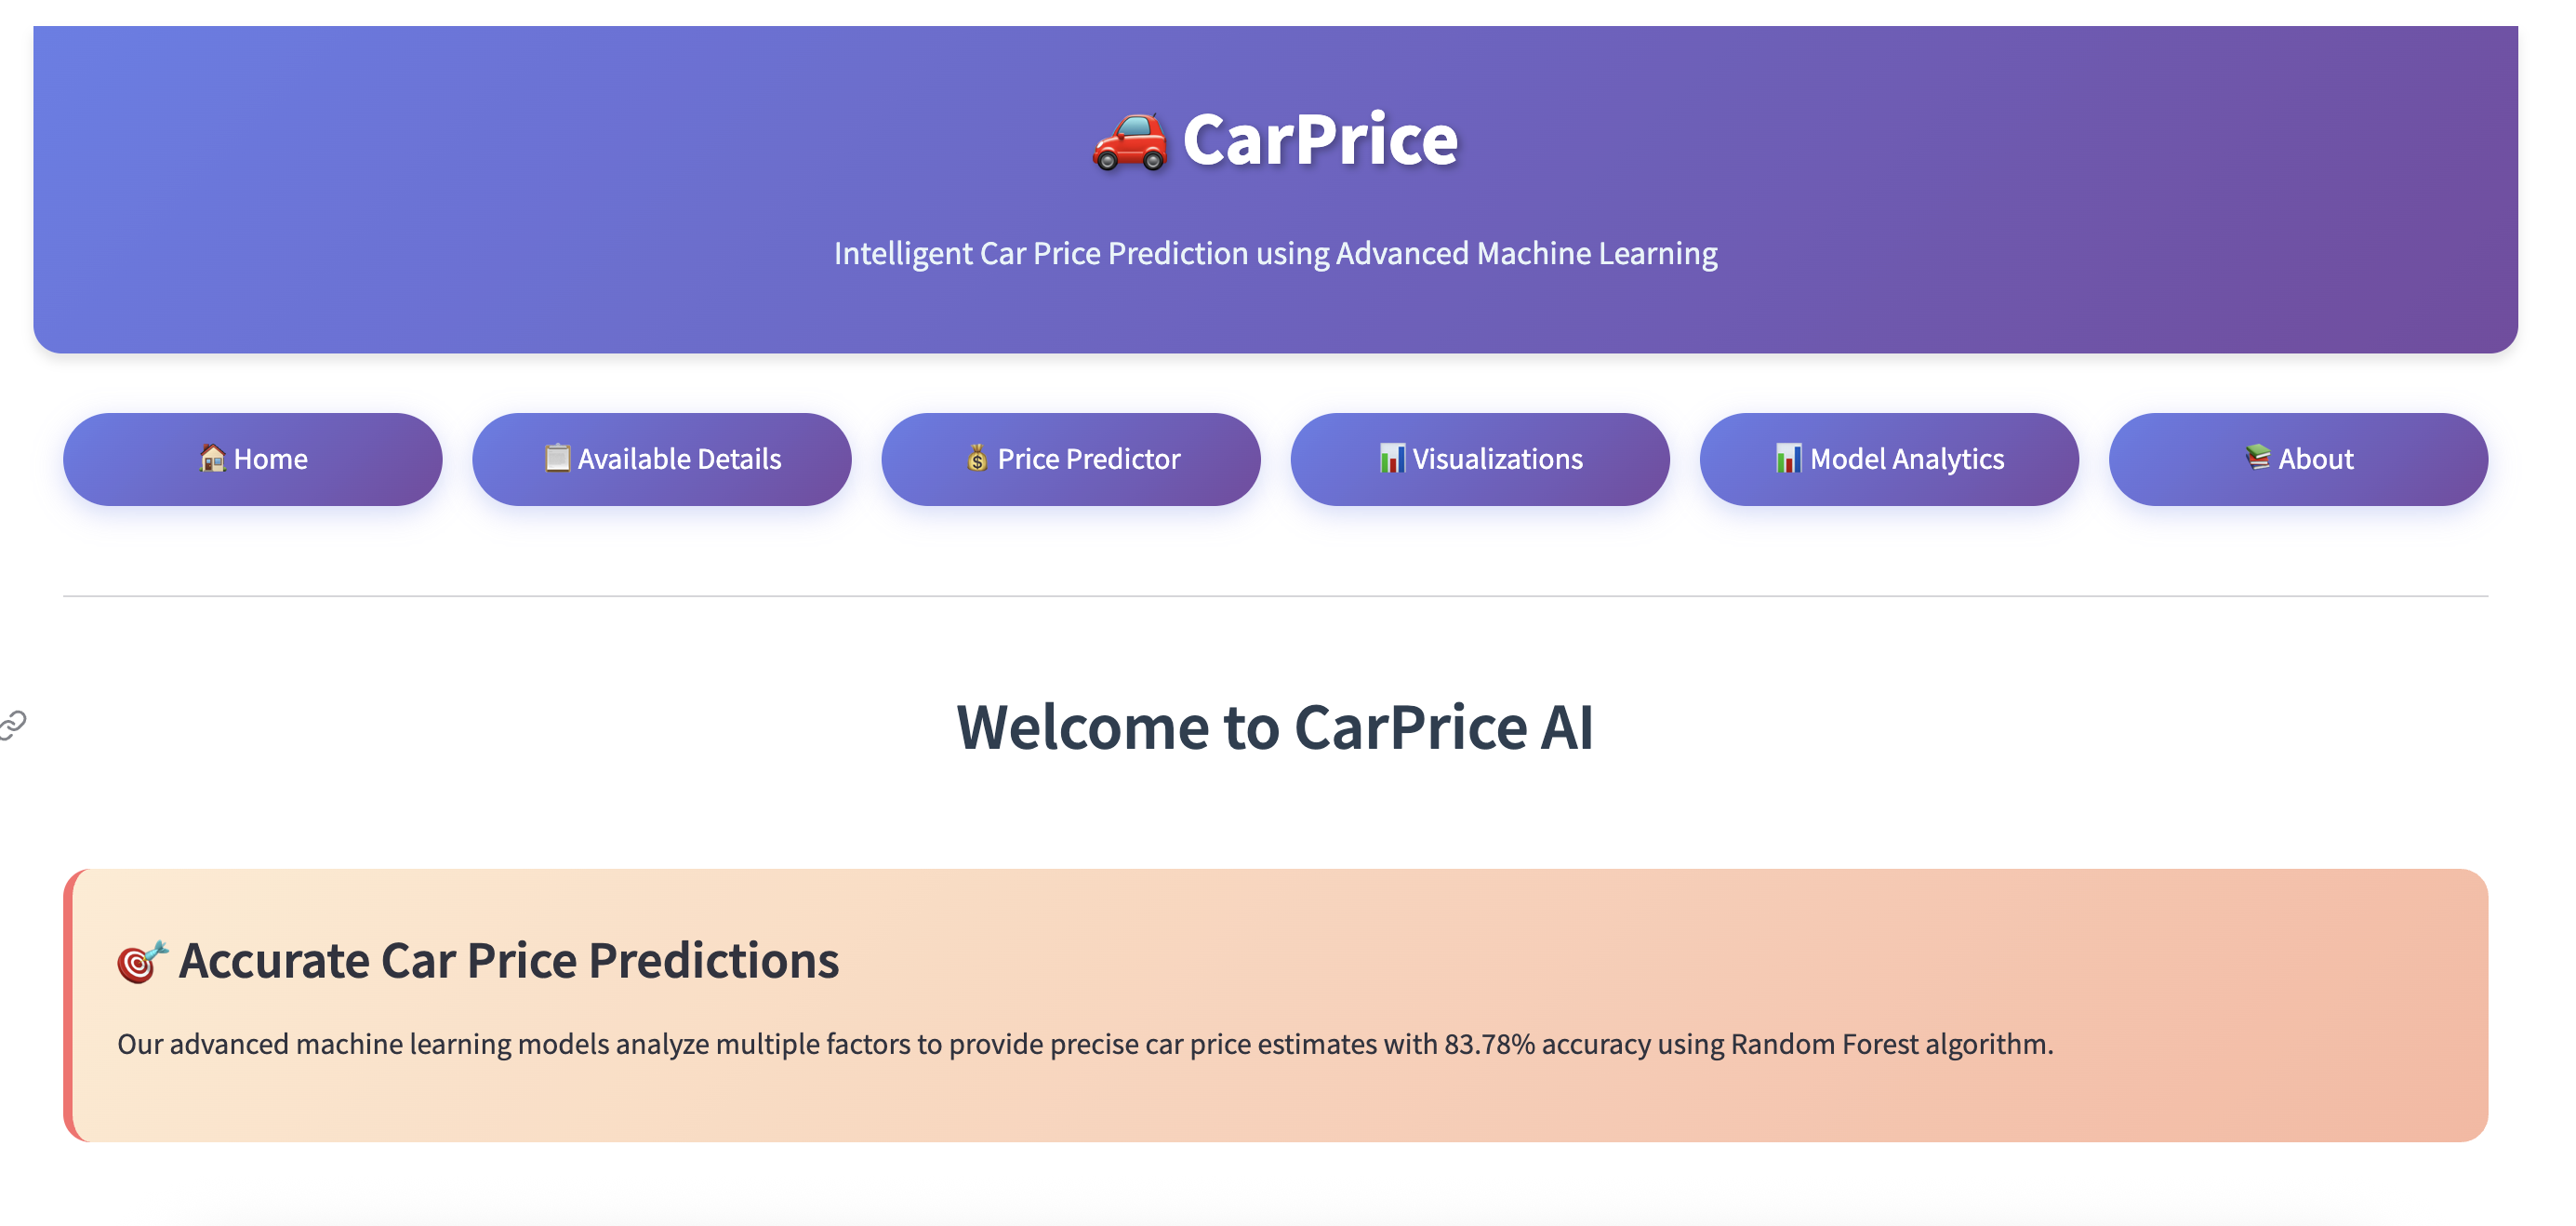 🚗 CarPrice
Intelligent Car Price Prediction using Advanced Machine Learning
🏠 Home
📋 Available Details
💰 Price Predictor
📊 Visualizations
📊 Model Analytics
📚 About
Welcome to CarPrice AI
🎯 Accurate Car Price Predictions
Our advanced machine learning models analyze multiple factors to provide precise car price estimates with 83.78% accuracy using Random Forest algorithm.